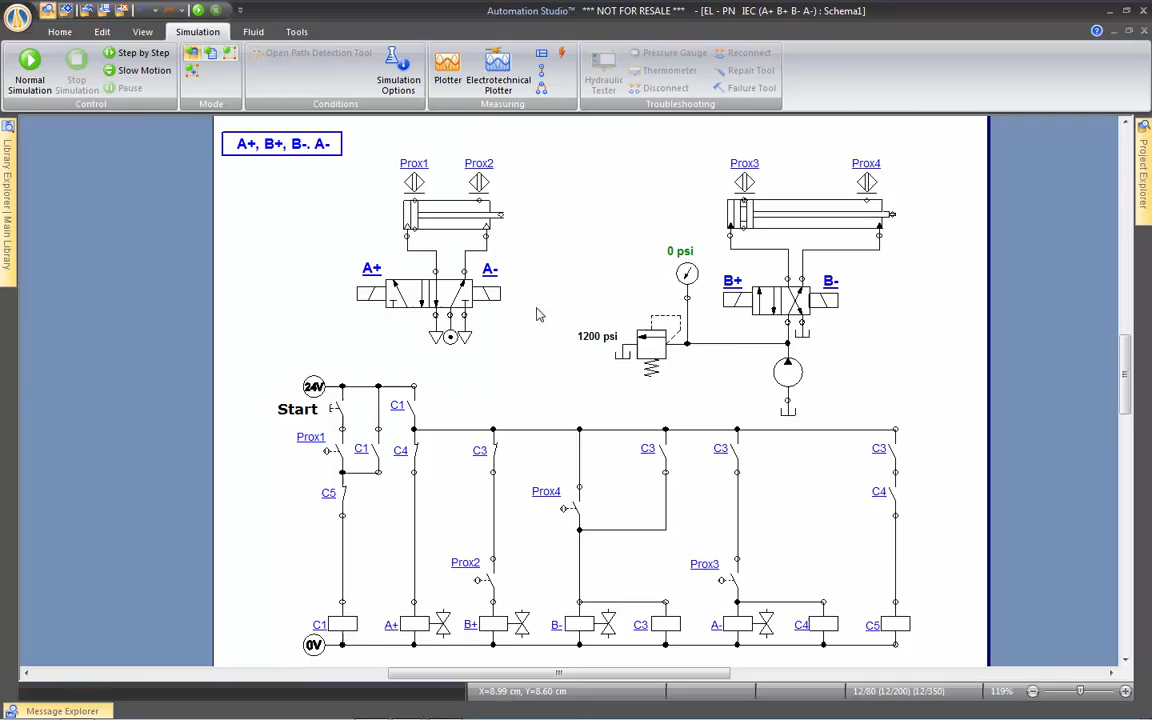 Automation Studio™ *** NOT FOR RESALE *** - [EL - PN IEC (A+ B+ B- A-) : Schema1]
Home Edit View Simulation Fluid Tools
Normal Simulation
Stop Simulation
Step by Step
Slow Motion
Pause
Control
Mode
Open Path Detection Tool
Simulation Options
Conditions
Plotter
Electrotechnical Plotter
Measuring
Hydraulic Tester
Pressure Gauge
Thermometer
Disconnect
Reconnect
Repair Tool
Failure Tool
Troubleshooting
Library Explorer | Main Library
Project Explorer
A+, B+, B-. A-
Prox1 Prox2 Prox3 Prox4
A+ A-
0 psi
B+ B-
1200 psi
24V
Start
C1
Prox1 C1 C4 C3 C3 C3 C3
C5 Prox4 C4
Prox2 Prox3
C1 A+ B+ B- C3 A- C4 C5
0V
X=8.99 cm, Y=8.60 cm
12/80 (12/200) (12/350)
119%
Message Explorer